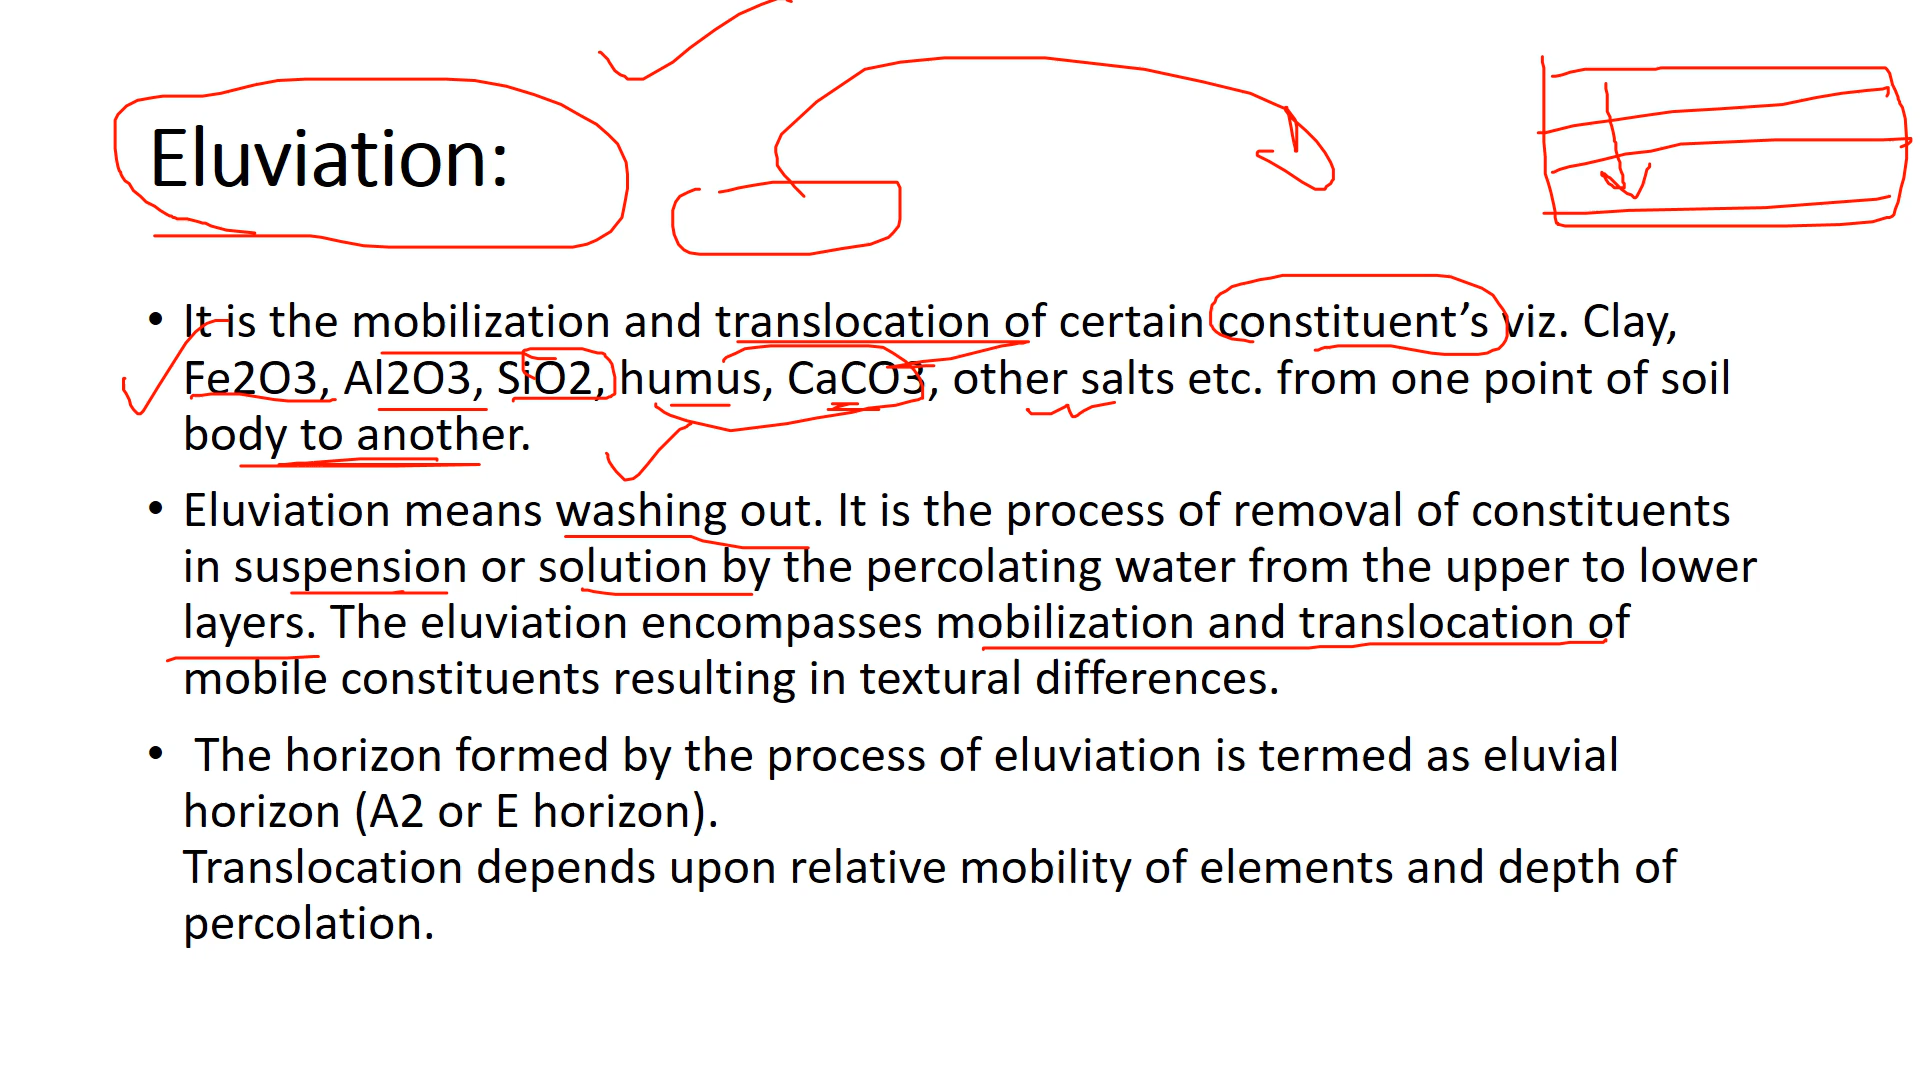 Eluviation:
• It is the mobilization and translocation of certain constituent’s viz. Clay,
Fe2O3, Al2O3, SiO2, humus, CaCO3, other salts etc. from one point of soil
body to another.
• Eluviation means washing out. It is the process of removal of constituents
in suspension or solution by the percolating water from the upper to lower
layers. The eluviation encompasses mobilization and translocation of
mobile constituents resulting in textural differences.
• The horizon formed by the process of eluviation is termed as eluvial
horizon (A2 or E horizon).
Translocation depends upon relative mobility of elements and depth of
percolation.